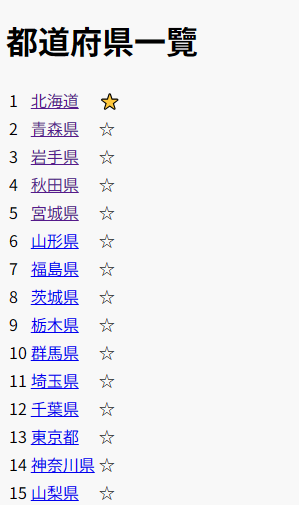 都道府県一覽
1 北海道 ⭐
2 青森県 ☆
3 岩手県 ☆
4 秋田県 ☆
5 宮城県 ☆
6 山形県 ☆
7 福島県 ☆
8 茨城県 ☆
9 栃木県 ☆
10 群馬県 ☆
11 埼玉県 ☆
12 千葉県 ☆
13 東京都 ☆
14 神奈川県 ☆
15 山梨県 ☆